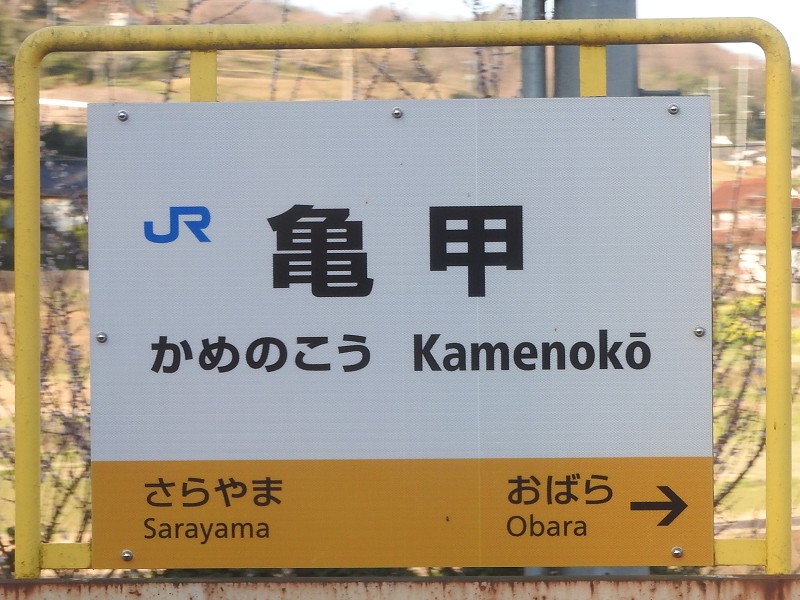 JR 亀甲
かめのこう Kamenokō
さらやま おばら →
Sarayama Obara